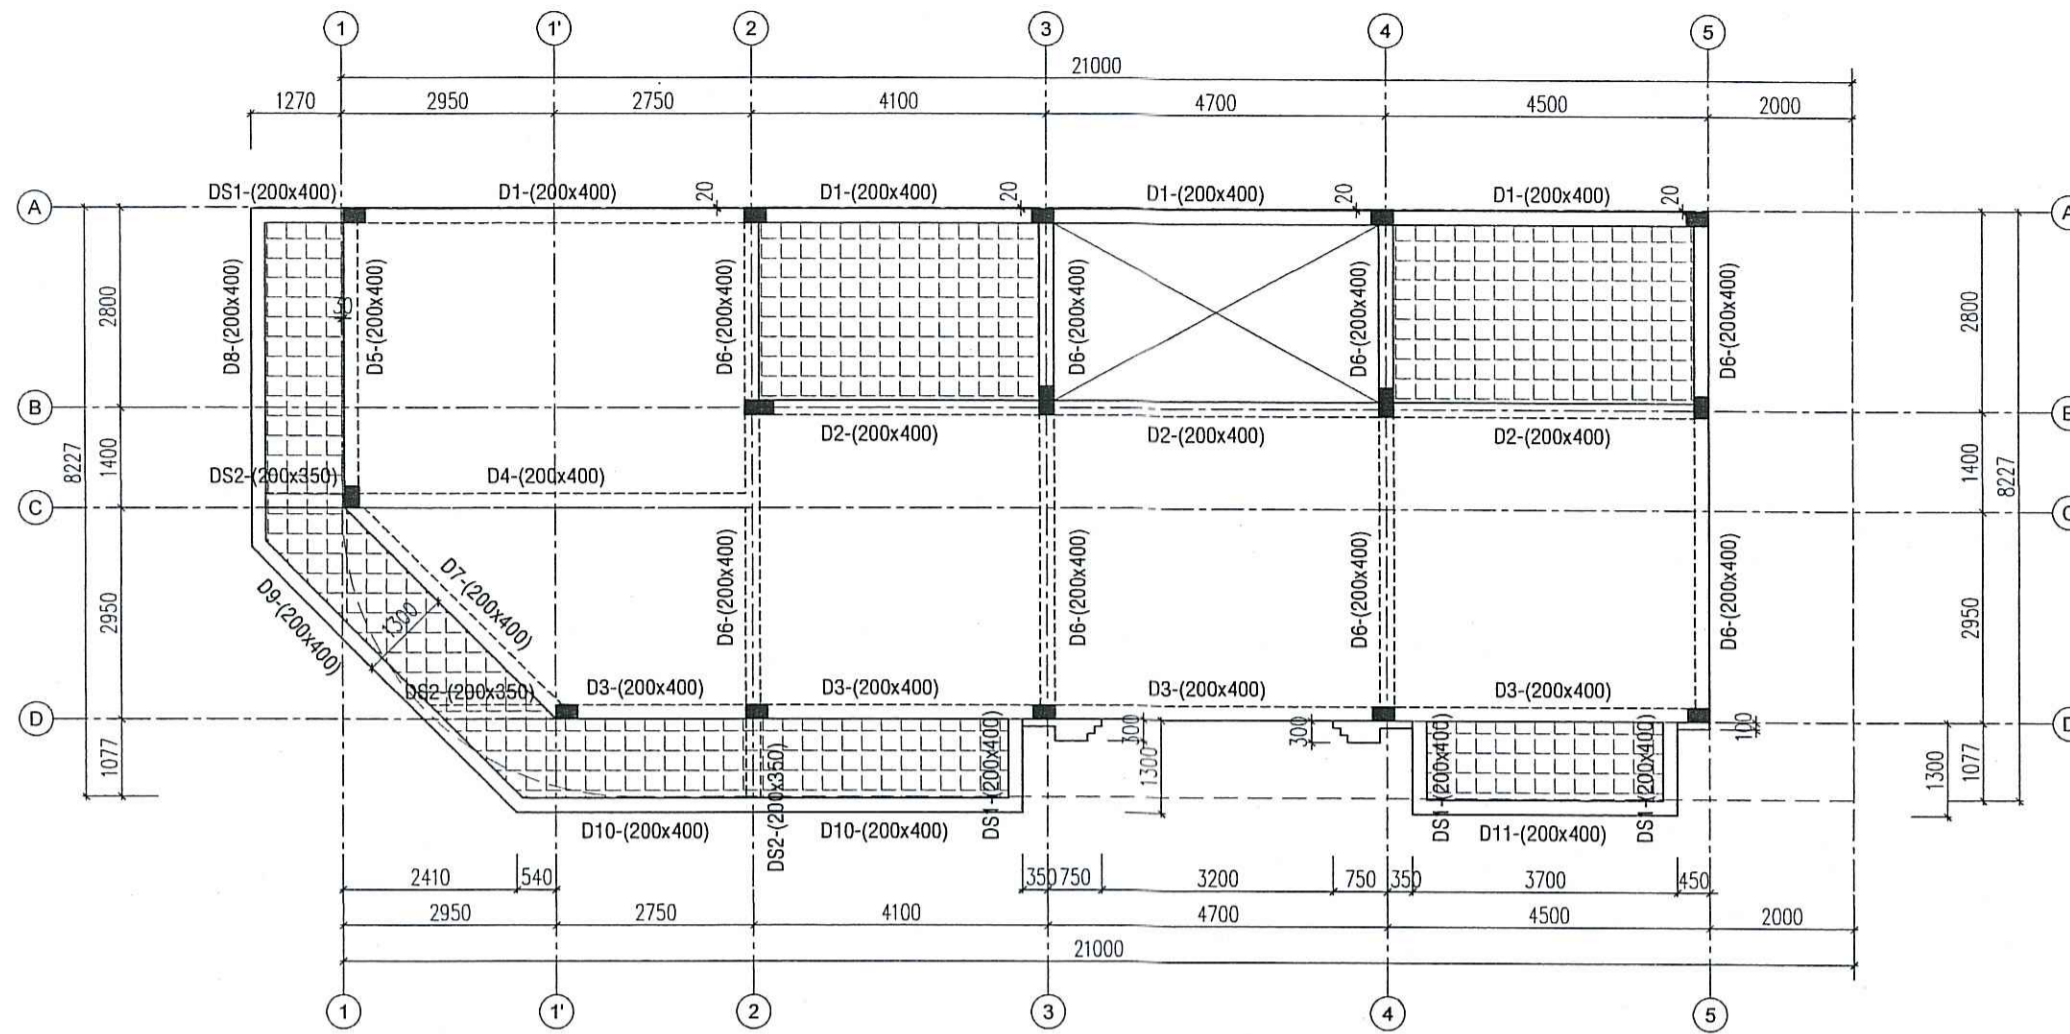 1 1' 2 3 4 5
21000
1270 2950 2750 4100 4700 4500 2000
DS1-(200x400) D1-(200x400) 20 D1-(200x400) 20 D1-(200x400) 20 D1-(200x400) 20
A A
D8-(200x400) D5-(200x400) D6-(200x400) D6-(200x400) D6-(200x400) D6-(200x400)
2800 2800
B
D2-(200x400) D2-(200x400) D2-(200x400)
8227 1400 1400 8227
DS2-(200x350) D4-(200x400)
C
D7-(200x400)
D9-(200x400)
1300
D6-(200x400) D6-(200x400) D6-(200x400) D6-(200x400)
2950 2950
DS2-(200x350) D3-(200x400) D3-(200x400) D3-(200x400) D3-(200x400)
D
1077 300 1300 300 100 1300 1077
DS2-(200x350) DS1-(200x400) DS1-(200x400) DS1-(200x400)
D10-(200x400) D10-(200x400) D11-(200x400)
2410 540 350 750 3200 750 350 3700 450
2950 2750 4100 4700 4500 2000
21000
1 1' 2 3 4 5